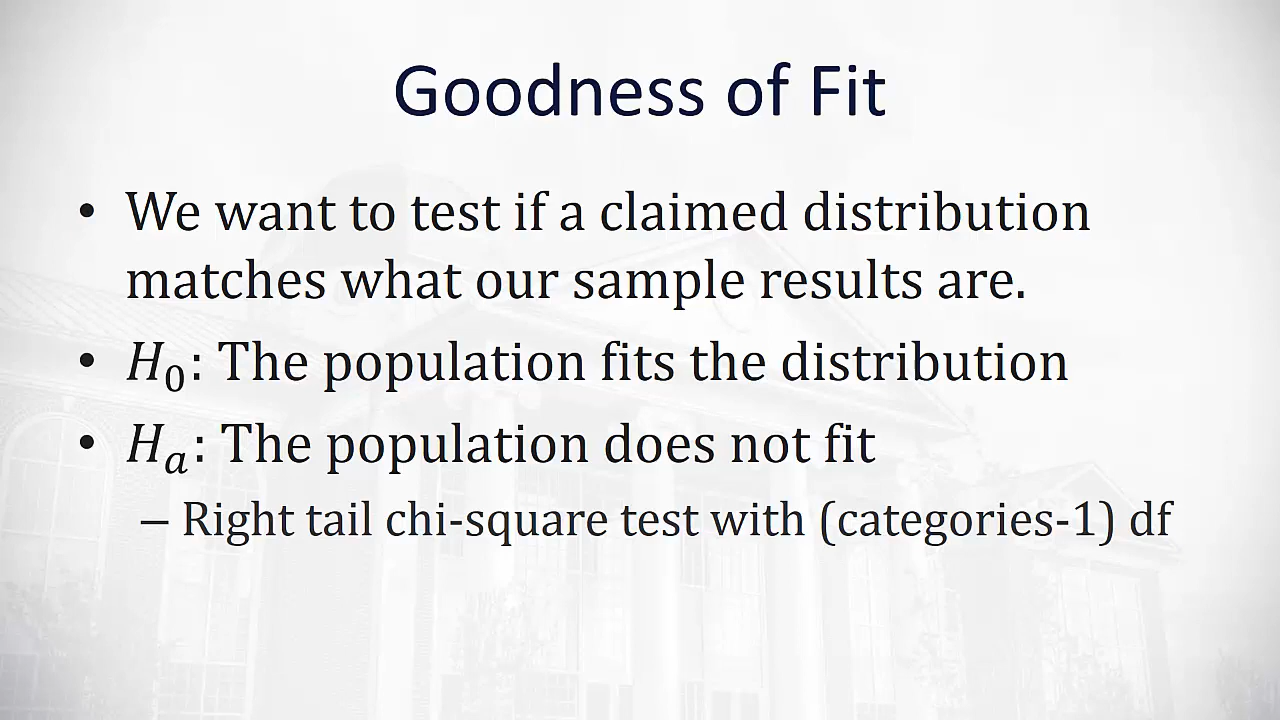 Goodness of Fit
• We want to test if a claimed distribution
matches what our sample results are.
• H₀: The population fits the distribution
• Hₐ: The population does not fit
– Right tail chi-square test with (categories-1) df